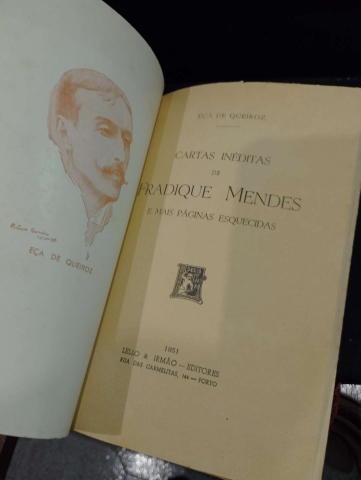 EÇA DE QUEIROZ
EÇA DE QUEIROZ
CARTAS INÉDITAS
DE
FRADIQUE MENDES
E MAIS PÁGINAS ESQUECIDAS
1951
LELLO & IRMÃO — EDITORES
RUA DAS CARMELITAS, 144 — PORTO